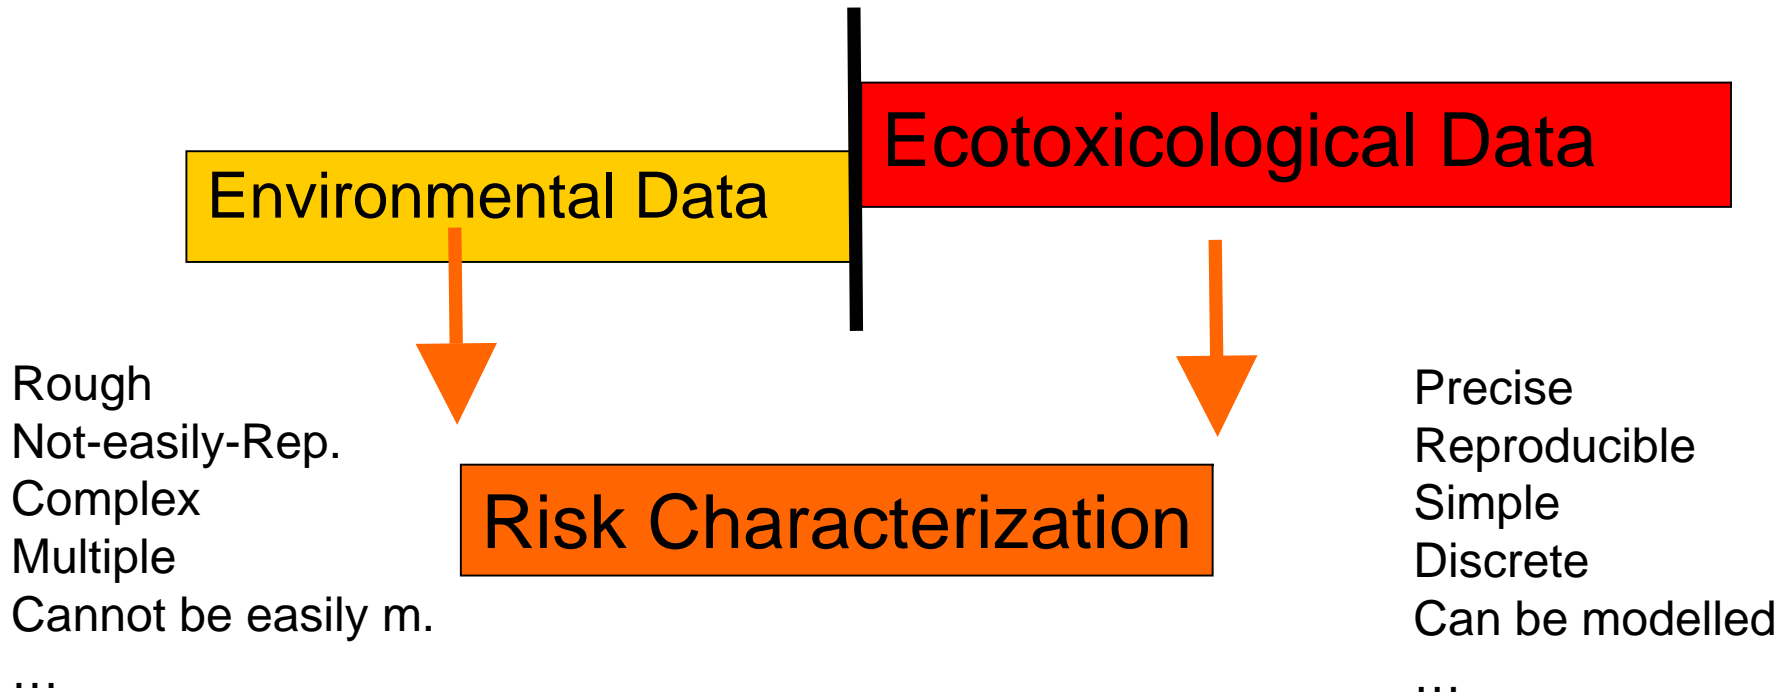 Ecotoxicological Data
Environmental Data
Rough
Not-easily-Rep.
Complex
Multiple
Cannot be easily m.
…
Risk Characterization
Precise
Reproducible
Simple
Discrete
Can be modelled
…